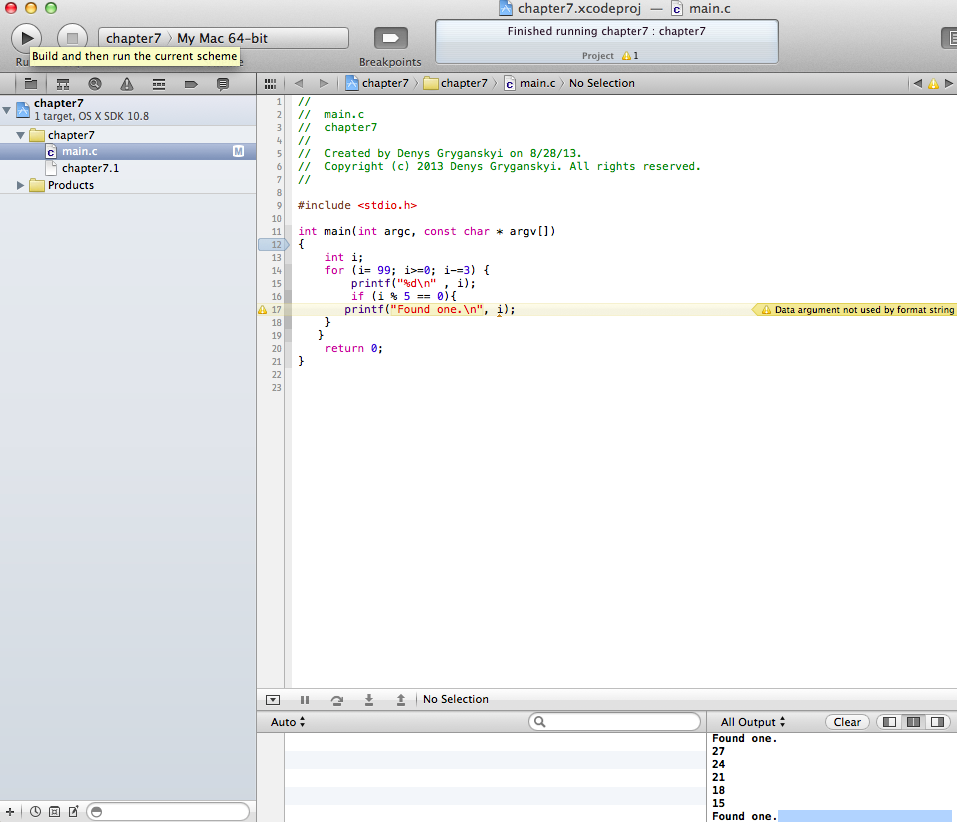 chapter7.xcodeproj — main.c
chapter7 〉 My Mac 64-bit
Finished running chapter7 : chapter7
Project 1
Build and then run the current scheme
Breakpoints
chapter7 〉 chapter7 〉 main.c 〉 No Selection
chapter7
1 target, OS X SDK 10.8
chapter7
main.c M
chapter7.1
Products
1 //
2 //  main.c
3 //  chapter7
4 //
5 //  Created by Denys Gryganskyi on 8/28/13.
6 //  Copyright (c) 2013 Denys Gryganskyi. All rights reserved.
7 //
8
9 #include <stdio.h>
10
11 int main(int argc, const char * argv[])
12 {
13     int i;
14     for (i= 99; i>=0; i-=3) {
15         printf("%d\n" , i);
16         if (i % 5 == 0){
17        printf("Found one.\n", i);
Data argument not used by format string
18     }
19    }
20     return 0;
21 }
22
23
No Selection
Auto
All Output
Clear
Found one.
27
24
21
18
15
Found one.